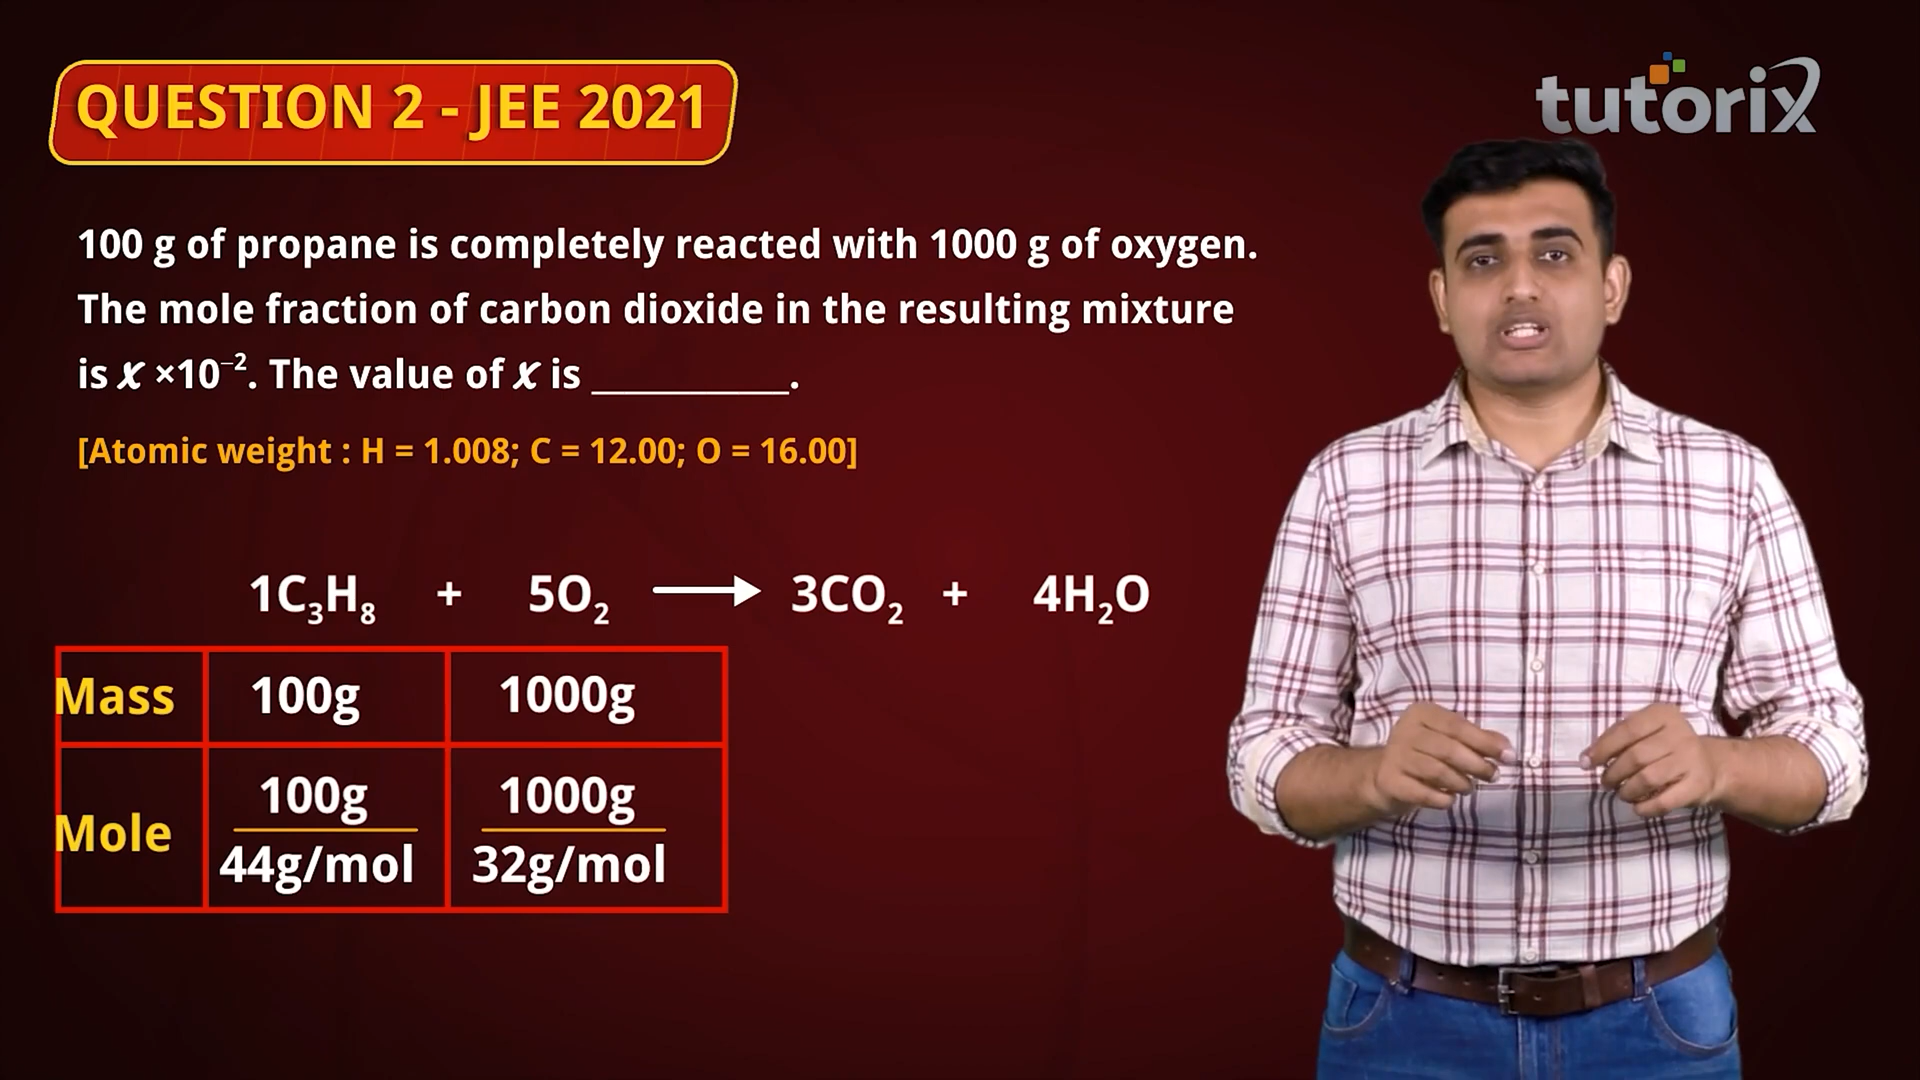 QUESTION 2 - JEE 2021
tutorix
100 g of propane is completely reacted with 1000 g of oxygen.
The mole fraction of carbon dioxide in the resulting mixture
is x ×10⁻². The value of x is __________.
[Atomic weight : H = 1.008; C = 12.00; O = 16.00]
1C₃H₈ + 5O₂ ⟶ 3CO₂ + 4H₂O
Mass 100g 1000g
Mole 100g/44g/mol 1000g/32g/mol